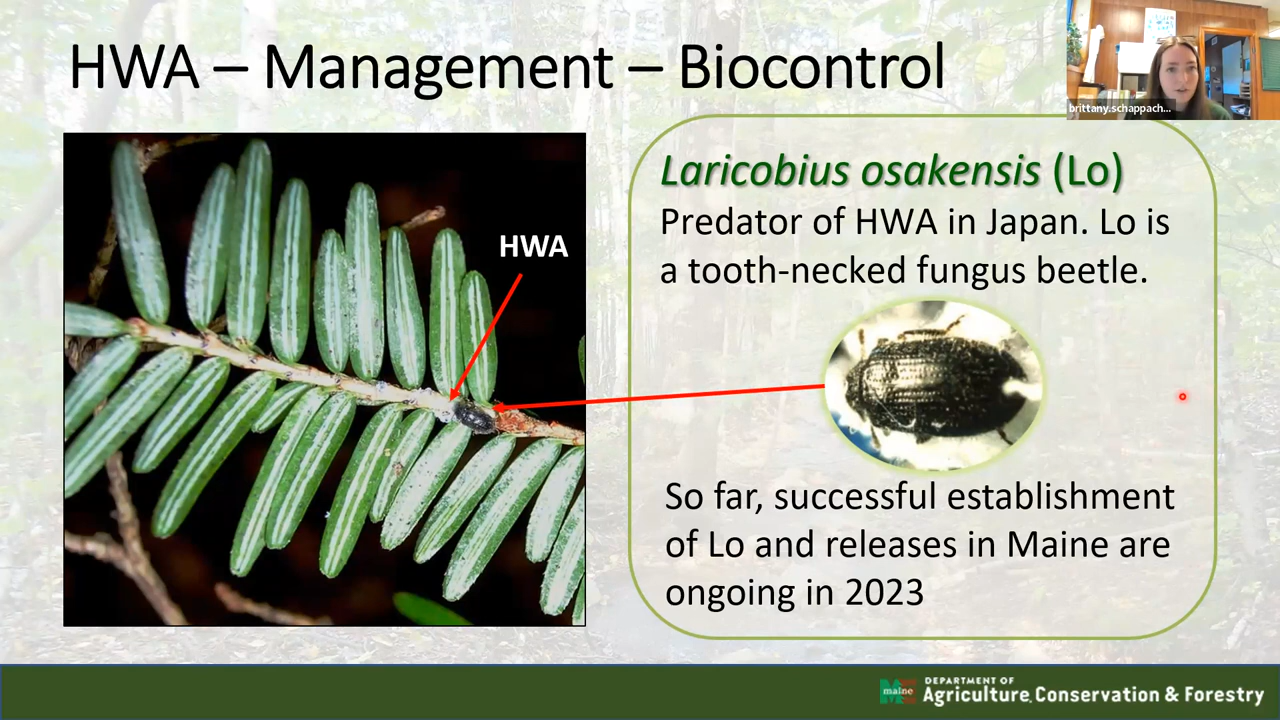 HWA – Management – Biocontrol
brittany.schappach...
HWA
Laricobius osakensis (Lo)
Predator of HWA in Japan. Lo is
a tooth-necked fungus beetle.
So far, successful establishment
of Lo and releases in Maine are
ongoing in 2023
maine
DEPARTMENT OF
Agriculture, Conservation & Forestry